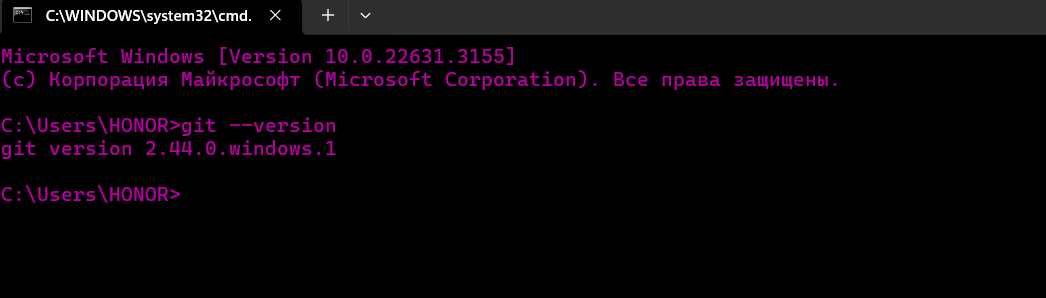 C:\WINDOWS\system32\cmd.
Microsoft Windows [Version 10.0.22631.3155]
(c) Корпорация Майкрософт (Microsoft Corporation). Все права защищены.
C:\Users\HONOR>git --version
git version 2.44.0.windows.1
C:\Users\HONOR>